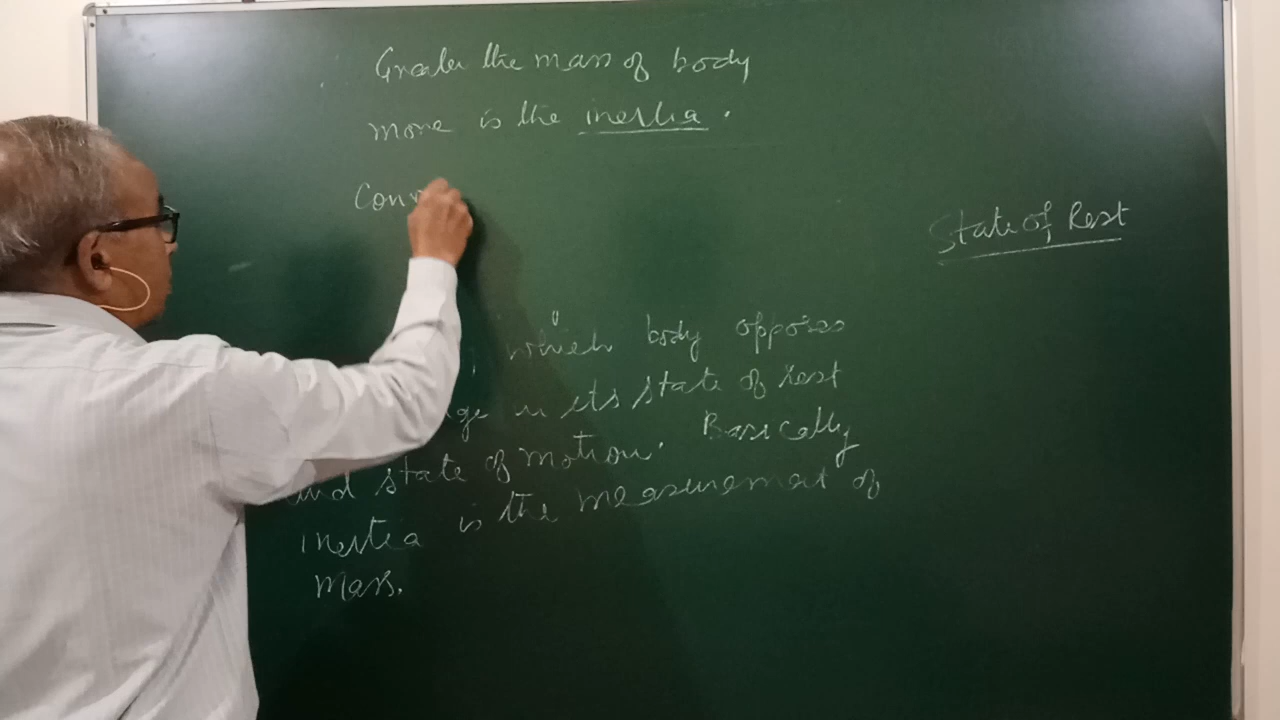 Greater the mass of body
more is the inertia.
Conv
State of Rest
which body opposes
ge in its state of rest
and state of motion. Basically
inertia is the measurement of
mass.